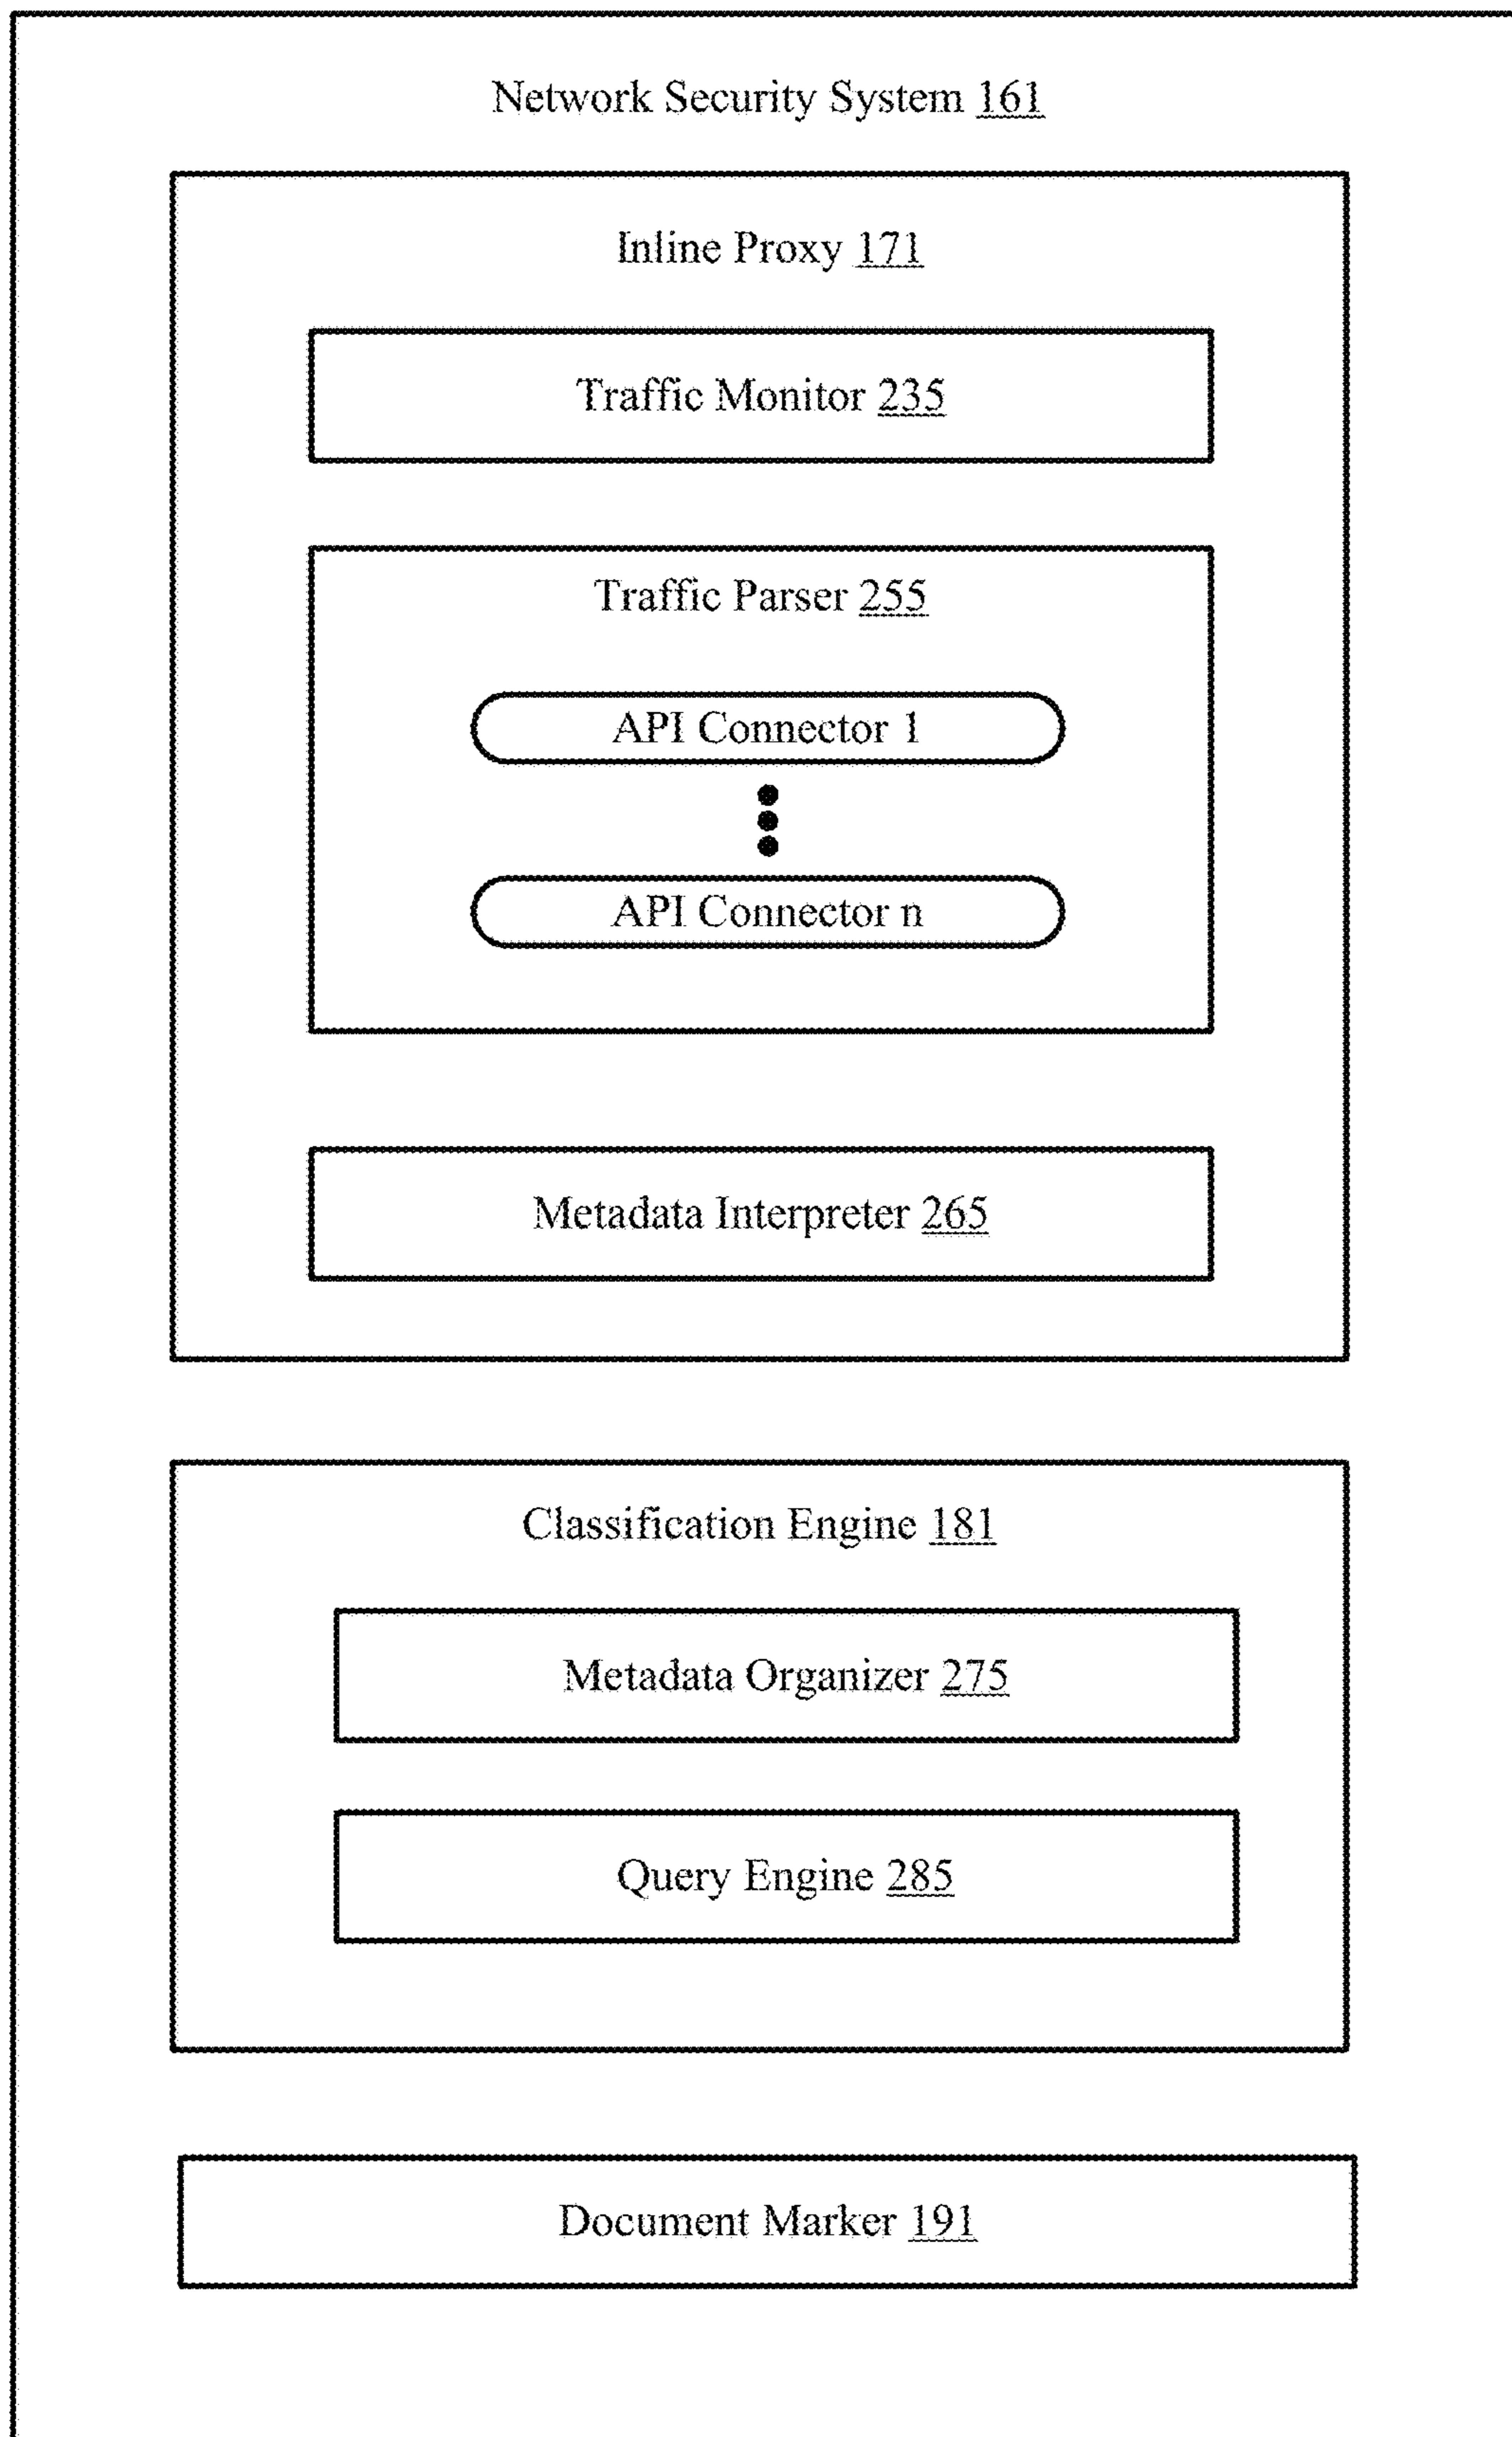 Network Security System 161
Inline Proxy 171
Traffic Monitor 235
Traffic Parser 255
API Connector 1
API Connector n
Metadata Interpreter 265
Classification Engine 181
Metadata Organizer 275
Query Engine 285
Document Marker 191